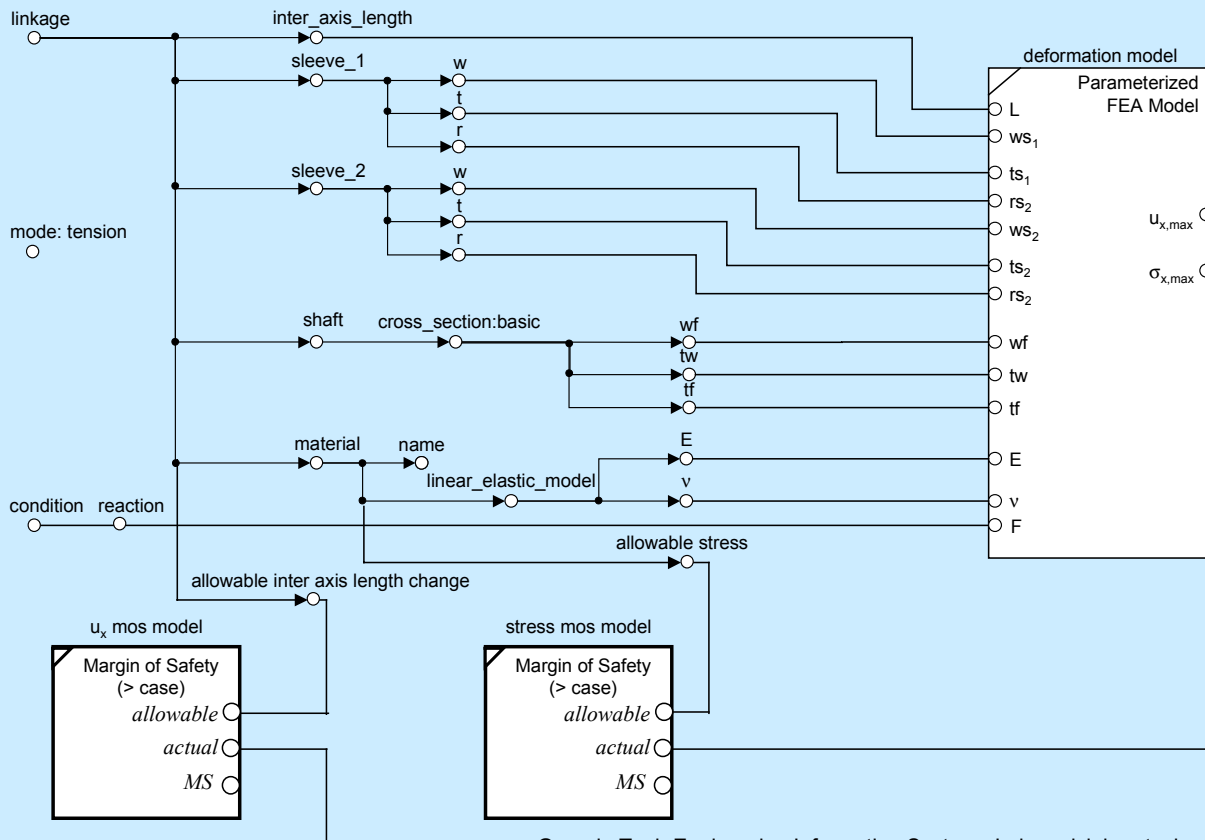 linkage
inter_axis_length
sleeve_1
w
t
r
sleeve_2
w
t
r
mode: tension
shaft
cross_section:basic
wf
tw
tf
material
name
linear_elastic_model
E
ν
condition
reaction
allowable stress
allowable inter axis length change
deformation model
Parameterized
FEA Model
L
ws1
ts1
rs2
ws2
ts2
rs2
wf
tw
tf
E
ν
F
ux,max
σx,max
ux mos model
Margin of Safety
(> case)
allowable
actual
MS
stress mos model
Margin of Safety
(> case)
allowable
actual
MS